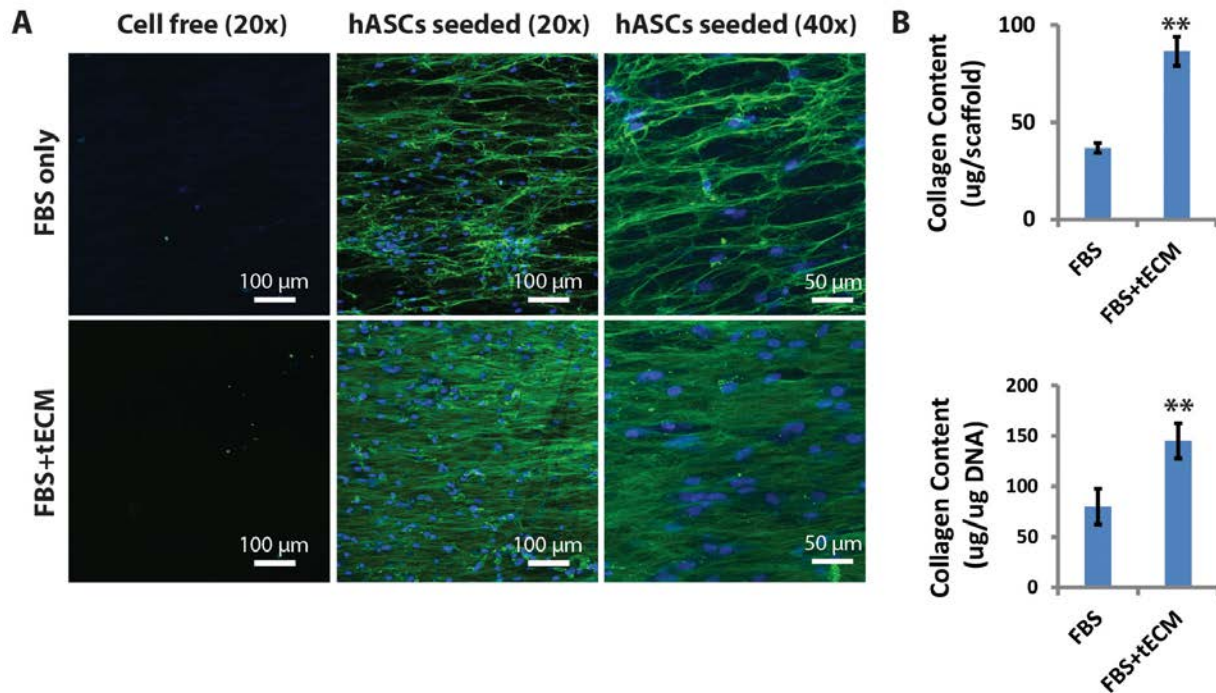 A
Cell free (20x)
hASCs seeded (20x)
hASCs seeded (40x)
FBS only
100 µm
100 µm
50 µm
FBS+tECM
100 µm
100 µm
50 µm
B
Collagen Content
(ug/scaffold)
100
50
0
**
FBS
FBS+tECM
Collagen Content
(ug/ug DNA)
200
150
100
50
0
**
FBS
FBS+tECM